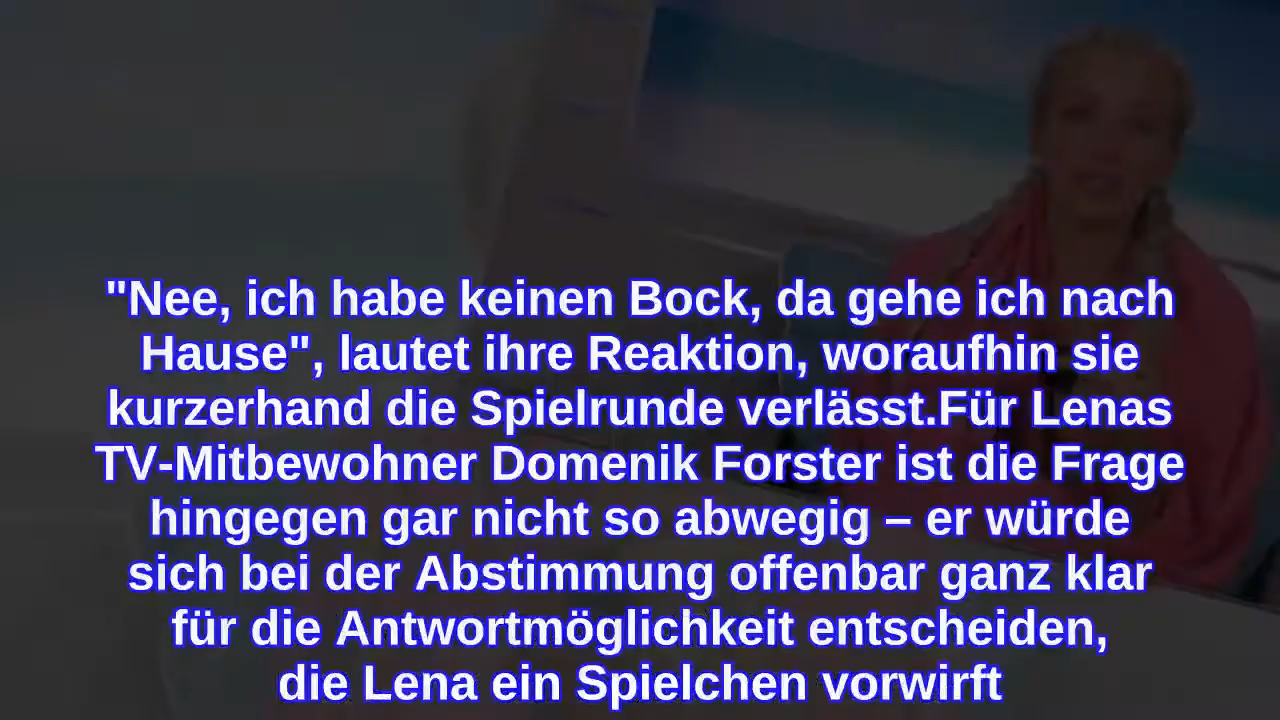 "Nee, ich habe keinen Bock, da gehe ich nach
Hause", lautet ihre Reaktion, woraufhin sie
kurzerhand die Spielrunde verlässt.Für Lenas
TV-Mitbewohner Domenik Forster ist die Frage
hingegen gar nicht so abwegig – er würde
sich bei der Abstimmung offenbar ganz klar
für die Antwortmöglichkeit entscheiden,
die Lena ein Spielchen vorwirft